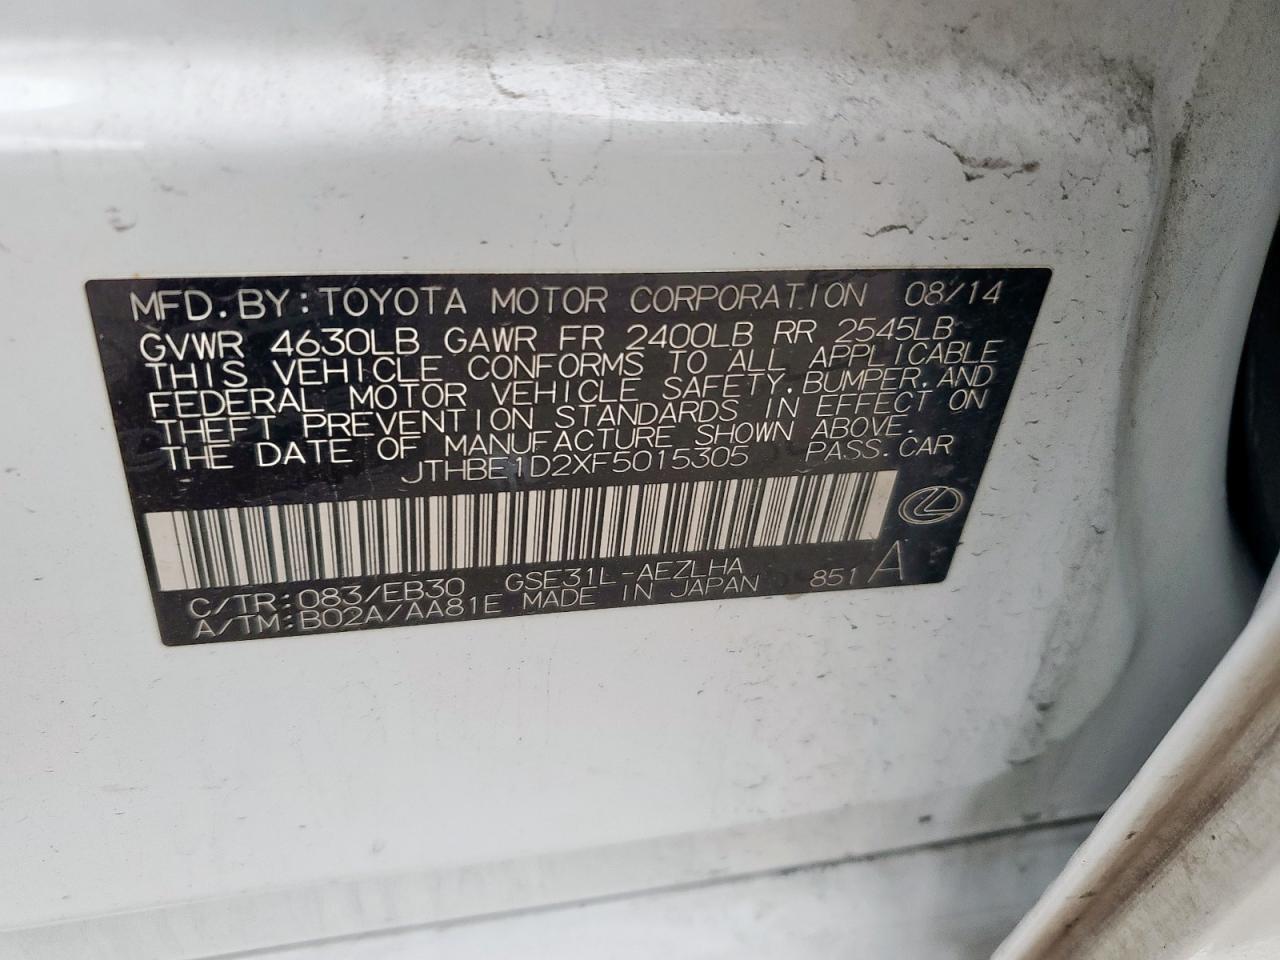 MFD. BY: TOYOTA MOTOR CORPORATION 08/14
GVWR 4630LB GAWR FR 2400LB RR 2545LB
THIS VEHICLE CONFORMS TO ALL APPLICABLE
FEDERAL MOTOR VEHICLE SAFETY, BUMPER, AND
THEFT PREVENTION STANDARDS IN EFFECT ON
THE DATE OF MANUFACTURE SHOWN ABOVE.
JTHBE1D2XF5015305 PASS. CAR
C/TR: 083/EB30 GSE31L-AEZLHA 851 A
A/TM: B02A/AA81E MADE IN JAPAN